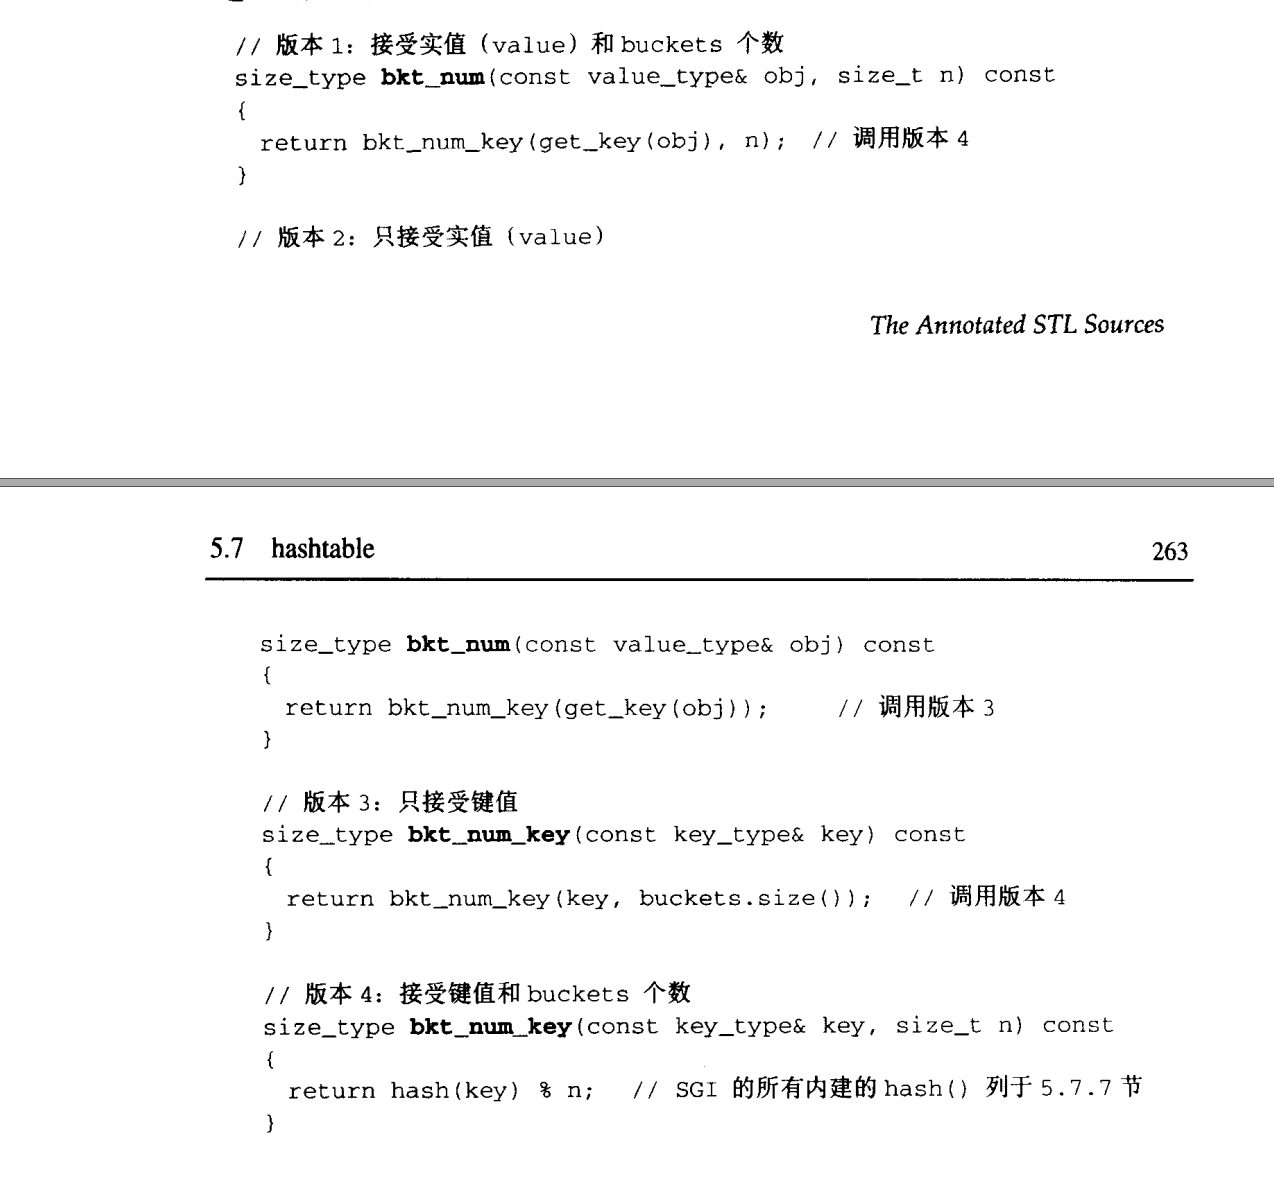 // 版本 1：接受实值（value）和 buckets 个数
size_type bkt_num(const value_type& obj, size_t n) const
{
  return bkt_num_key(get_key(obj), n);  // 调用版本 4
}
// 版本 2：只接受实值（value）
The Annotated STL Sources
5.7 hashtable 263
size_type bkt_num(const value_type& obj) const
{
  return bkt_num_key(get_key(obj));     // 调用版本 3
}
// 版本 3：只接受键值
size_type bkt_num_key(const key_type& key) const
{
  return bkt_num_key(key, buckets.size());  // 调用版本 4
}
// 版本 4：接受键值和 buckets 个数
size_type bkt_num_key(const key_type& key, size_t n) const
{
  return hash(key) % n;  // SGI 的所有内建的 hash() 列于 5.7.7 节
}